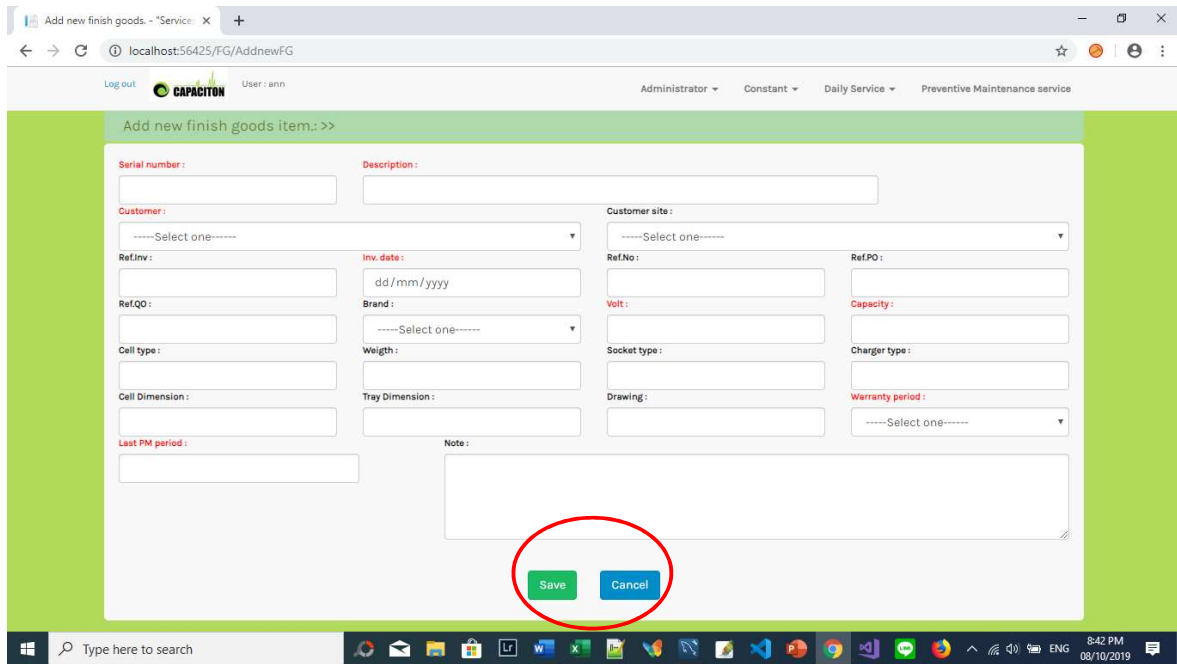 Add new finish goods. - "Service
localhost:56425/FG/AddnewFG
Log out CAPACITON User : ann Administrator Constant Daily Service Preventive Maintenance service
Add new finish goods item.: >>
Serial number : Description :
Customer : Customer site :
-----Select one------ -----Select one------
Ref.Inv : Inv. date : Ref.No : Ref.PO :
dd/mm/yyyy
Ref.QO : Brand : Volt : Capacity :
-----Select one------
Cell type : Weigth : Socket type : Charger type :
Cell Dimension : Tray Dimension : Drawing : Warranty period :
-----Select one------
Last PM period : Note :
Save Cancel
Type here to search Lr ENG 8:42 PM
08/10/2019